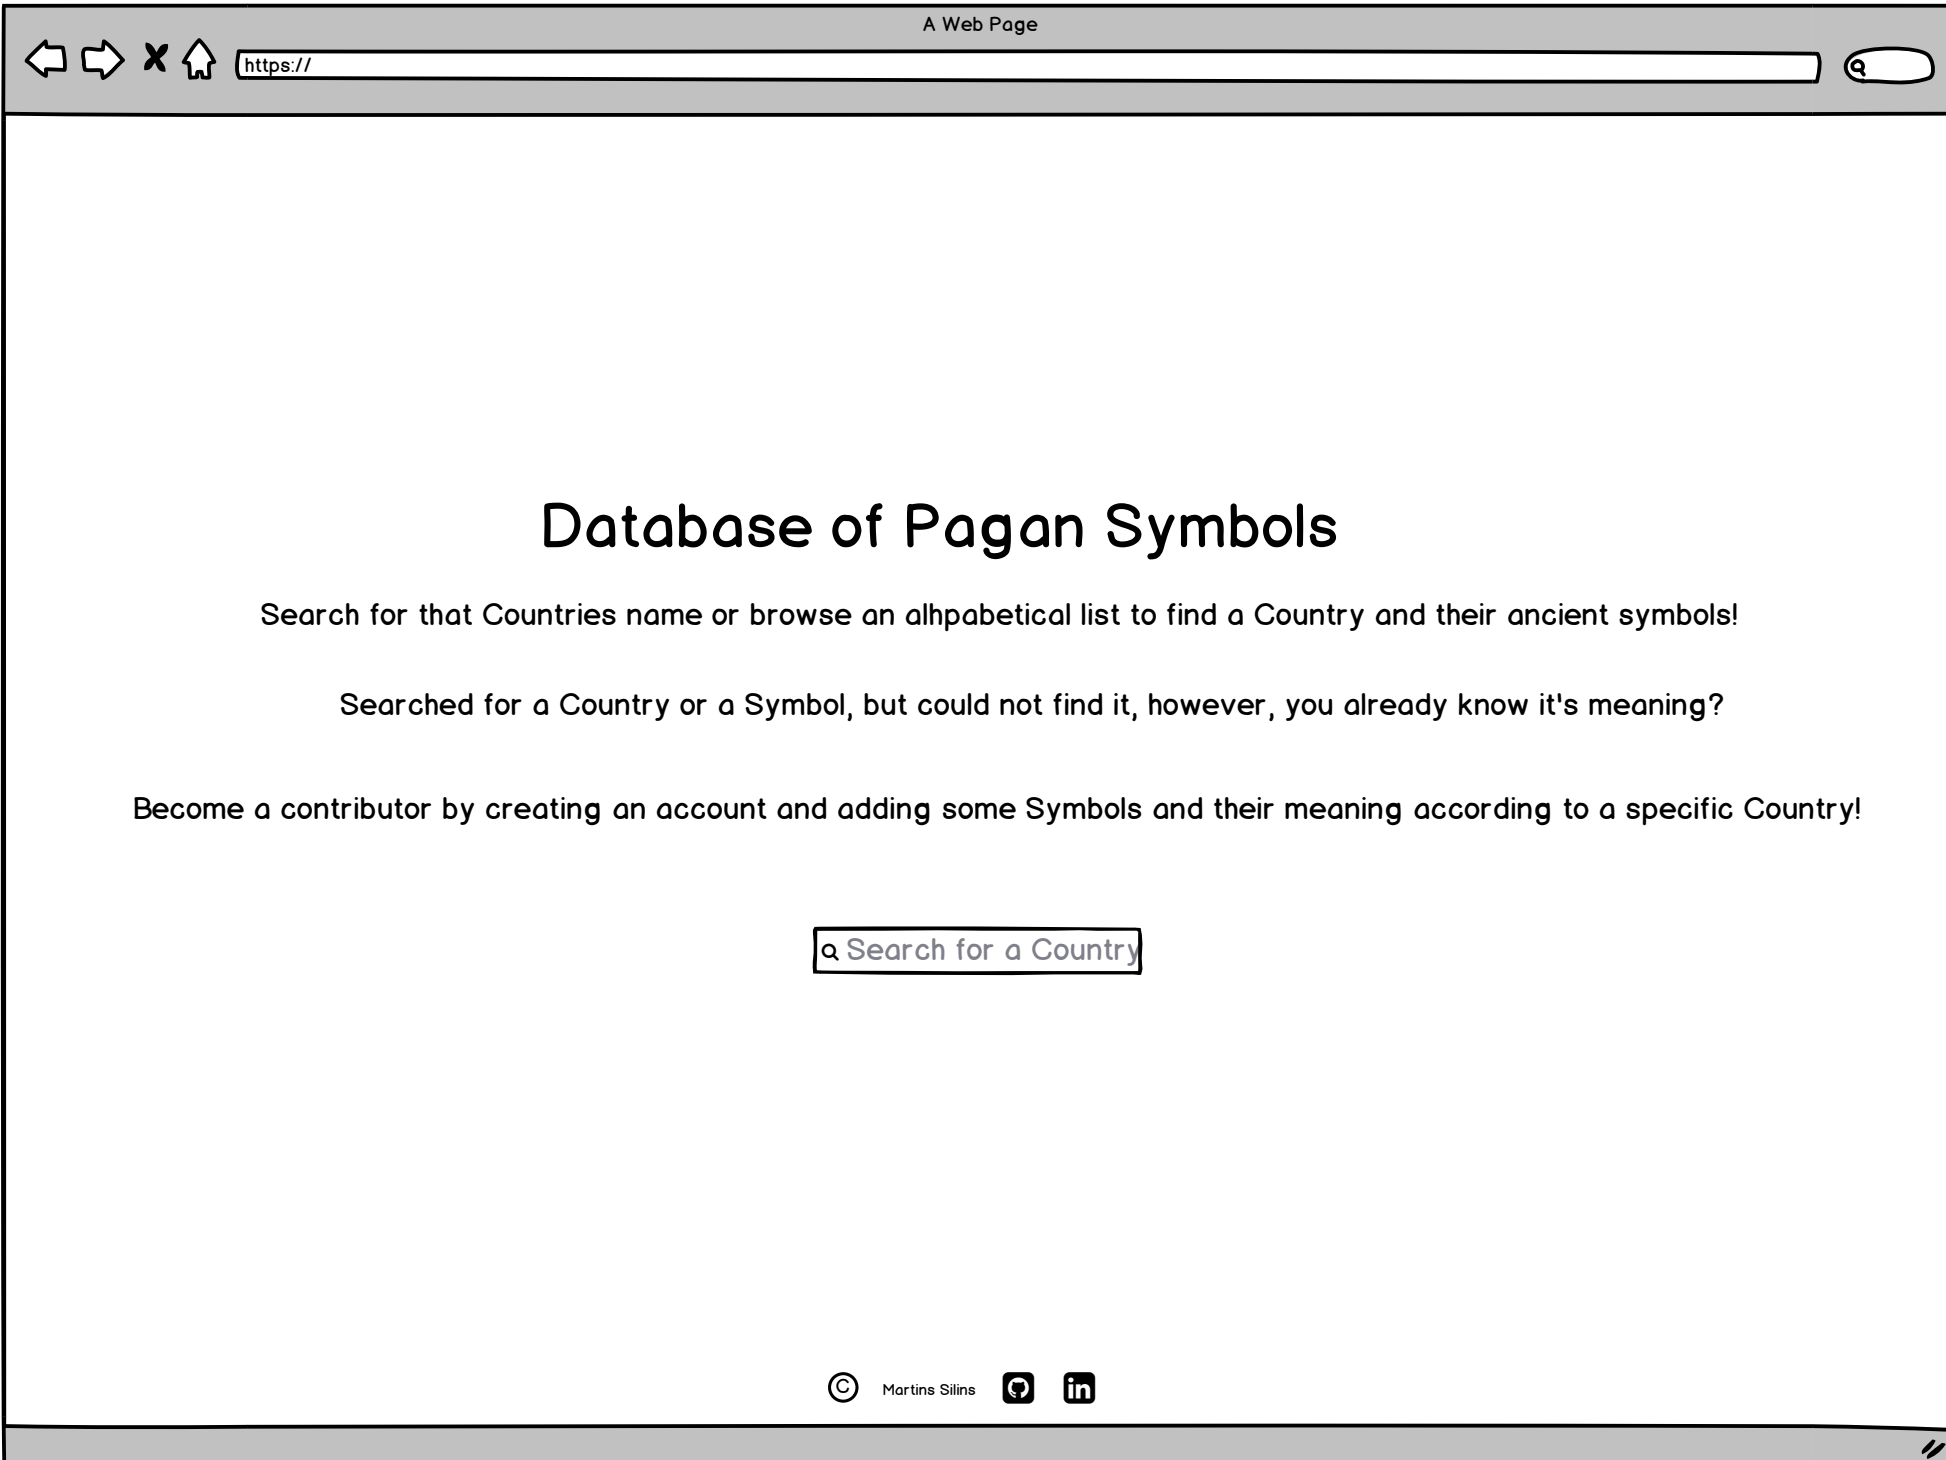 A Web Page
https://
Database of Pagan Symbols
Search for that Countries name or browse an alhpabetical list to find a Country and their ancient symbols!
Searched for a Country or a Symbol, but could not find it, however, you already know it's meaning?
Become a contributor by creating an account and adding some Symbols and their meaning according to a specific Country!
Search for a Country
© Martins Silins in